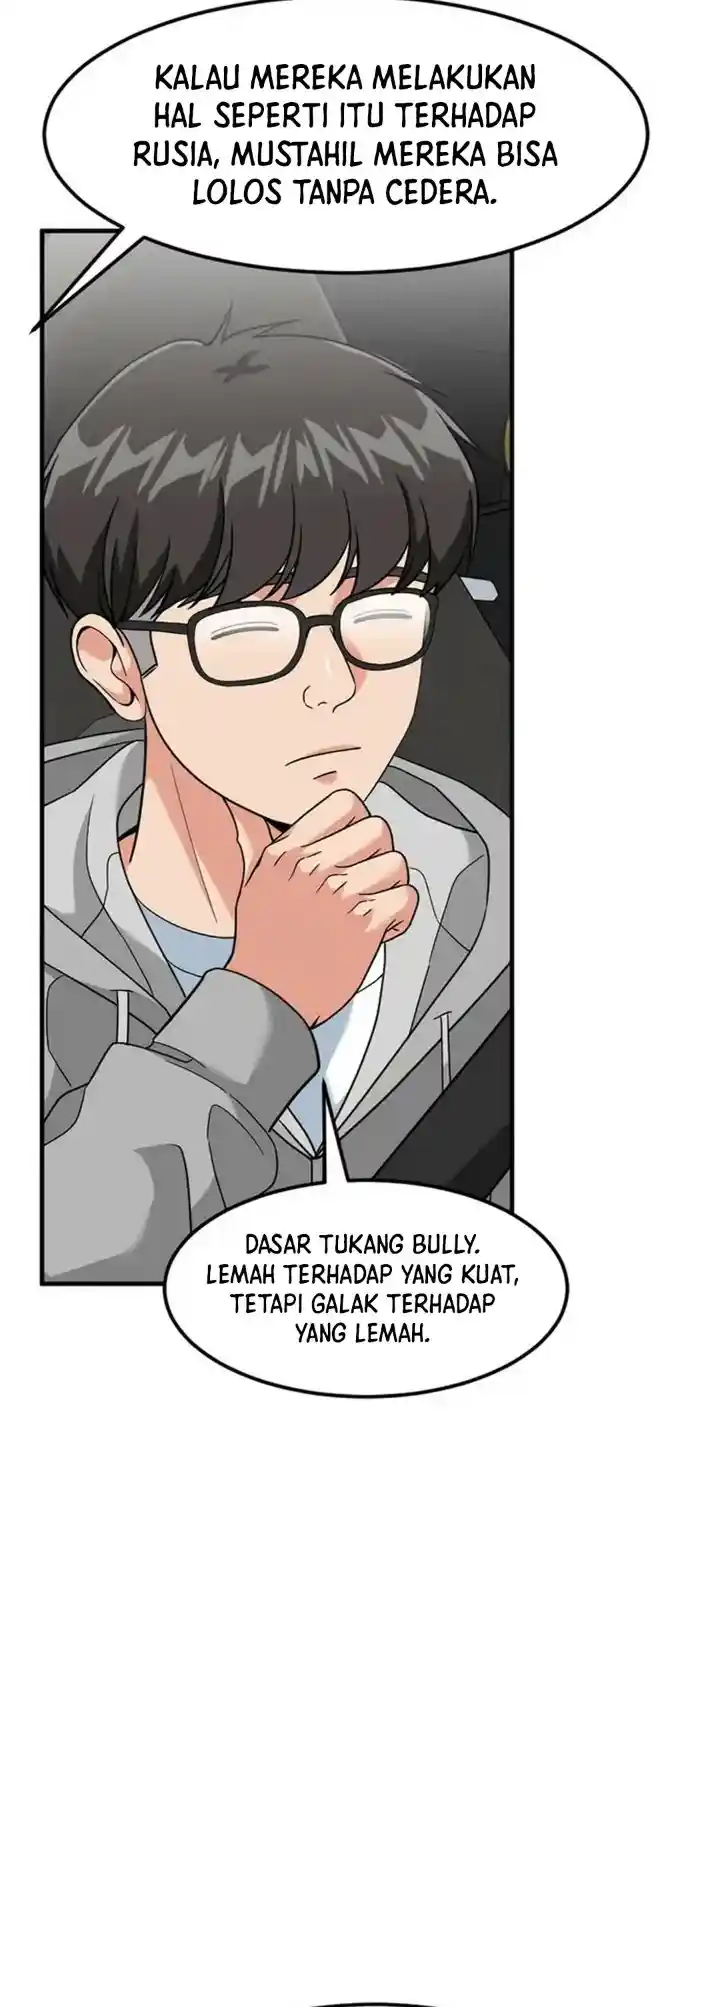 KALAU MEREKA MELAKUKAN
HAL SEPERTI ITU TERHADAP
RUSIA, MUSTAHIL MEREKA BISA
LOLOS TANPA CEDERA.
DASAR TUKANG BULLY.
LEMAH TERHADAP YANG KUAT,
TETAPI GALAK TERHADAP
YANG LEMAH.